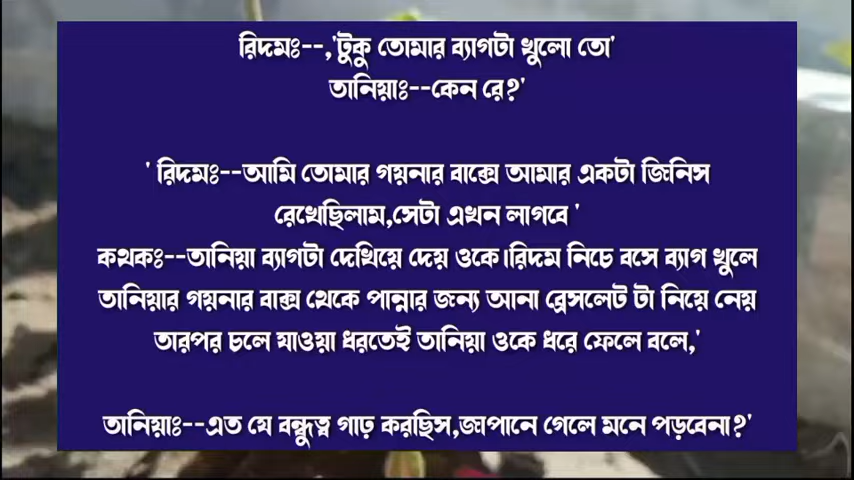 রিদমঃ--,'টুকু তোমার ব্যাগটা খুলো তো'
তানিয়াঃ--কেন রে?'
' রিদমঃ--আমি তোমার গয়নার বাক্সে আমার একটা জিনিস
রেখেছিলাম,সেটা এখন লাগবে '
কথকঃ--তানিয়া ব্যাগটা দেখিয়ে দেয় ওকে।রিদম নিচে বসে ব্যাগ খুলে
তানিয়ার গয়নার বাক্স থেকে পান্নার জন্য আনা ব্রেসলেট টা নিয়ে নেয়
তারপর চলে যাওয়া ধরতেই তানিয়া ওকে ধরে ফেলে বলে,'
তানিয়াঃ--এত যে বন্ধুত্ব গাঢ় করছিস,জাপানে গেলে মনে পড়বেনা?'